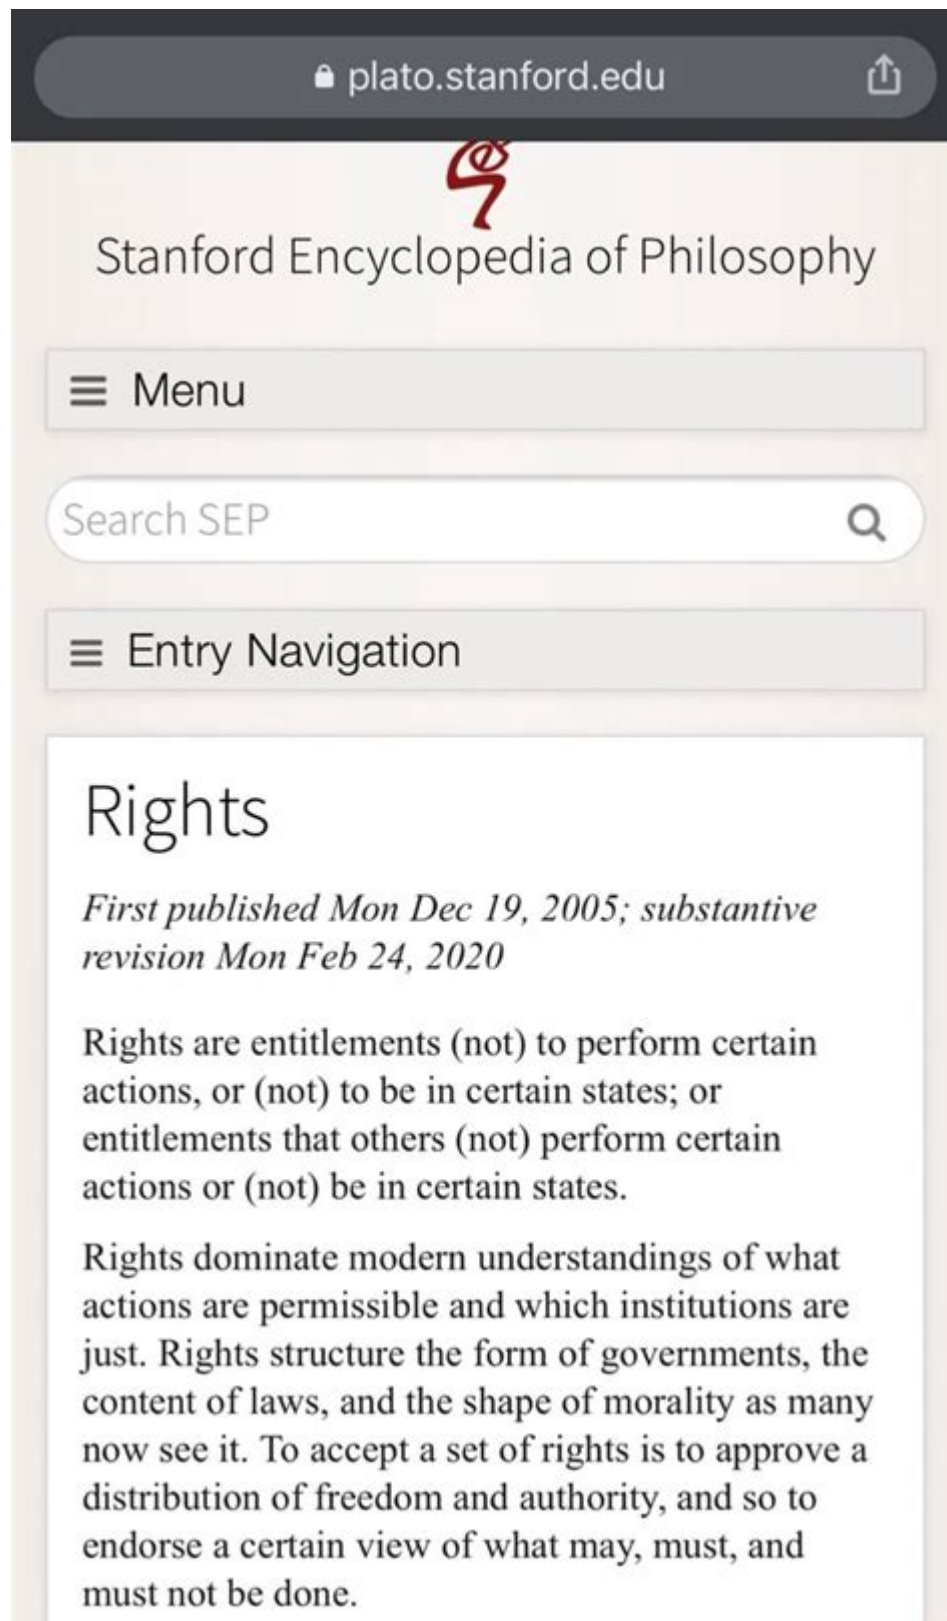 plato.stanford.edu
Stanford Encyclopedia of Philosophy
Menu
Search SEP
Entry Navigation
Rights
First published Mon Dec 19, 2005; substantive
revision Mon Feb 24, 2020
Rights are entitlements (not) to perform certain
actions, or (not) to be in certain states; or
entitlements that others (not) perform certain
actions or (not) be in certain states.
Rights dominate modern understandings of what
actions are permissible and which institutions are
just. Rights structure the form of governments, the
content of laws, and the shape of morality as many
now see it. To accept a set of rights is to approve a
distribution of freedom and authority, and so to
endorse a certain view of what may, must, and
must not be done.